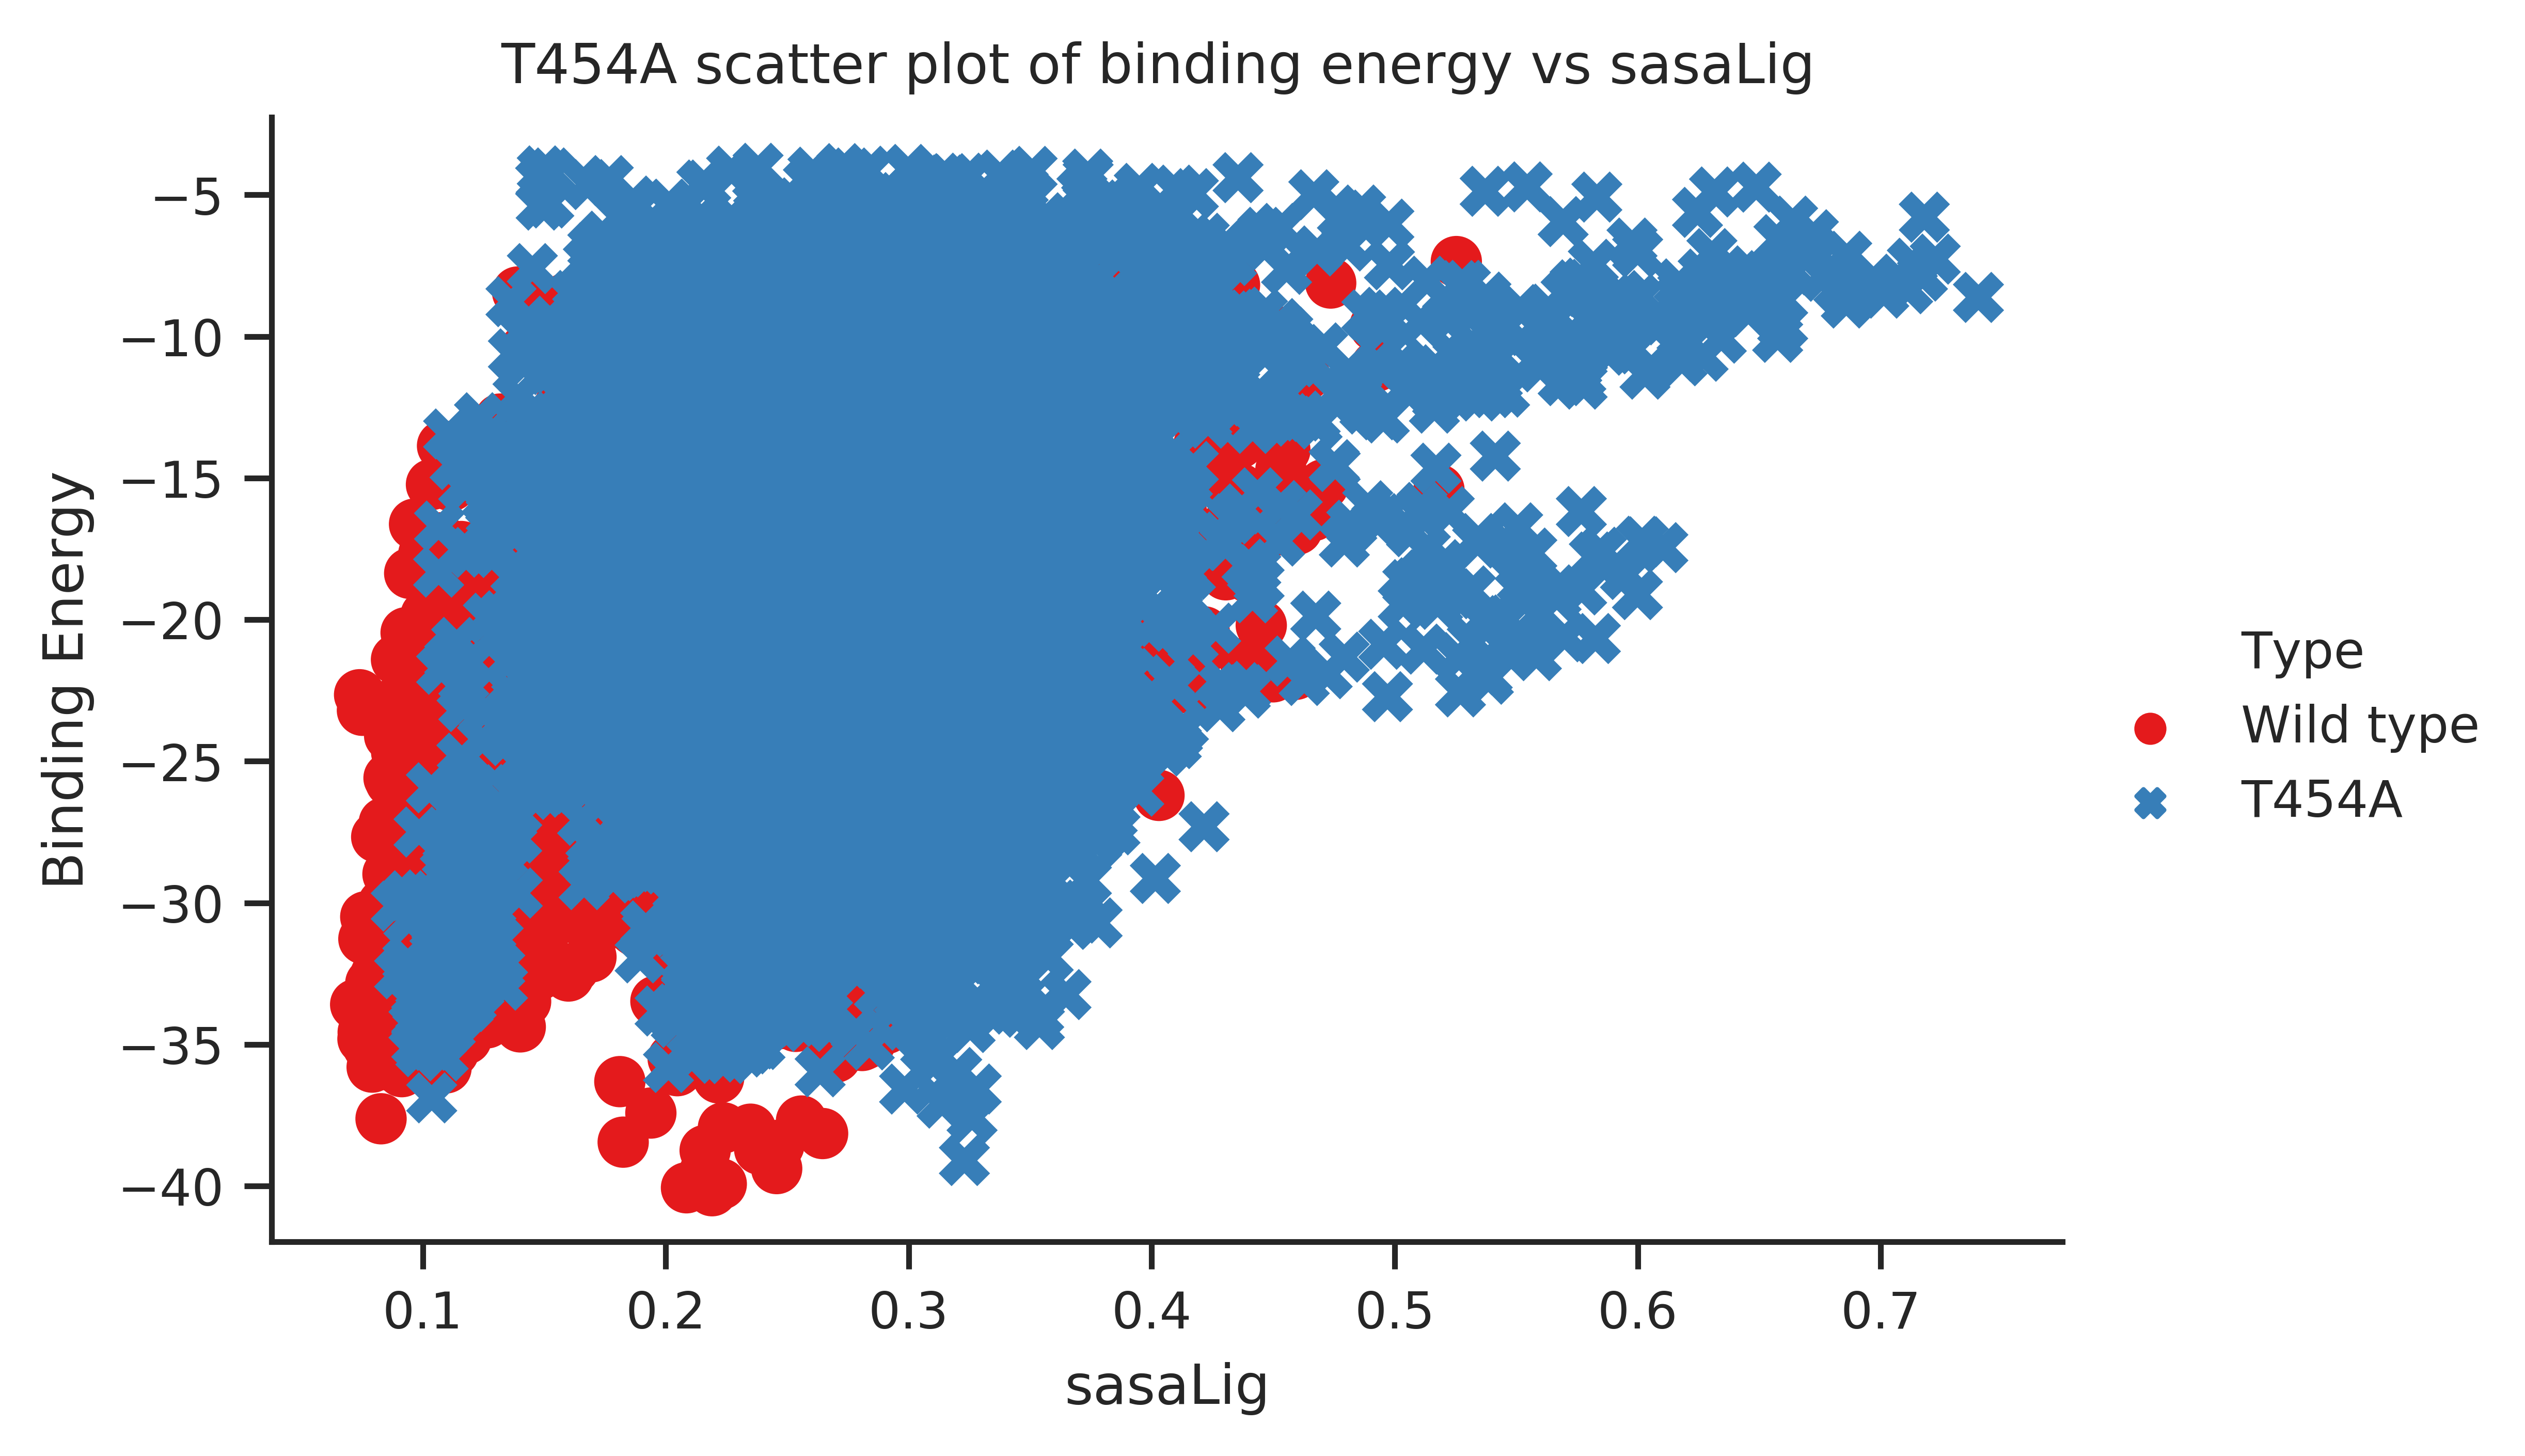 T454A scatter plot of binding energy vs sasaLig
Binding Energy
−5
−10
−15
−20
−25
−30
−35
−40
0.1 0.2 0.3 0.4 0.5 0.6 0.7
sasaLig
Type
Wild type
T454A